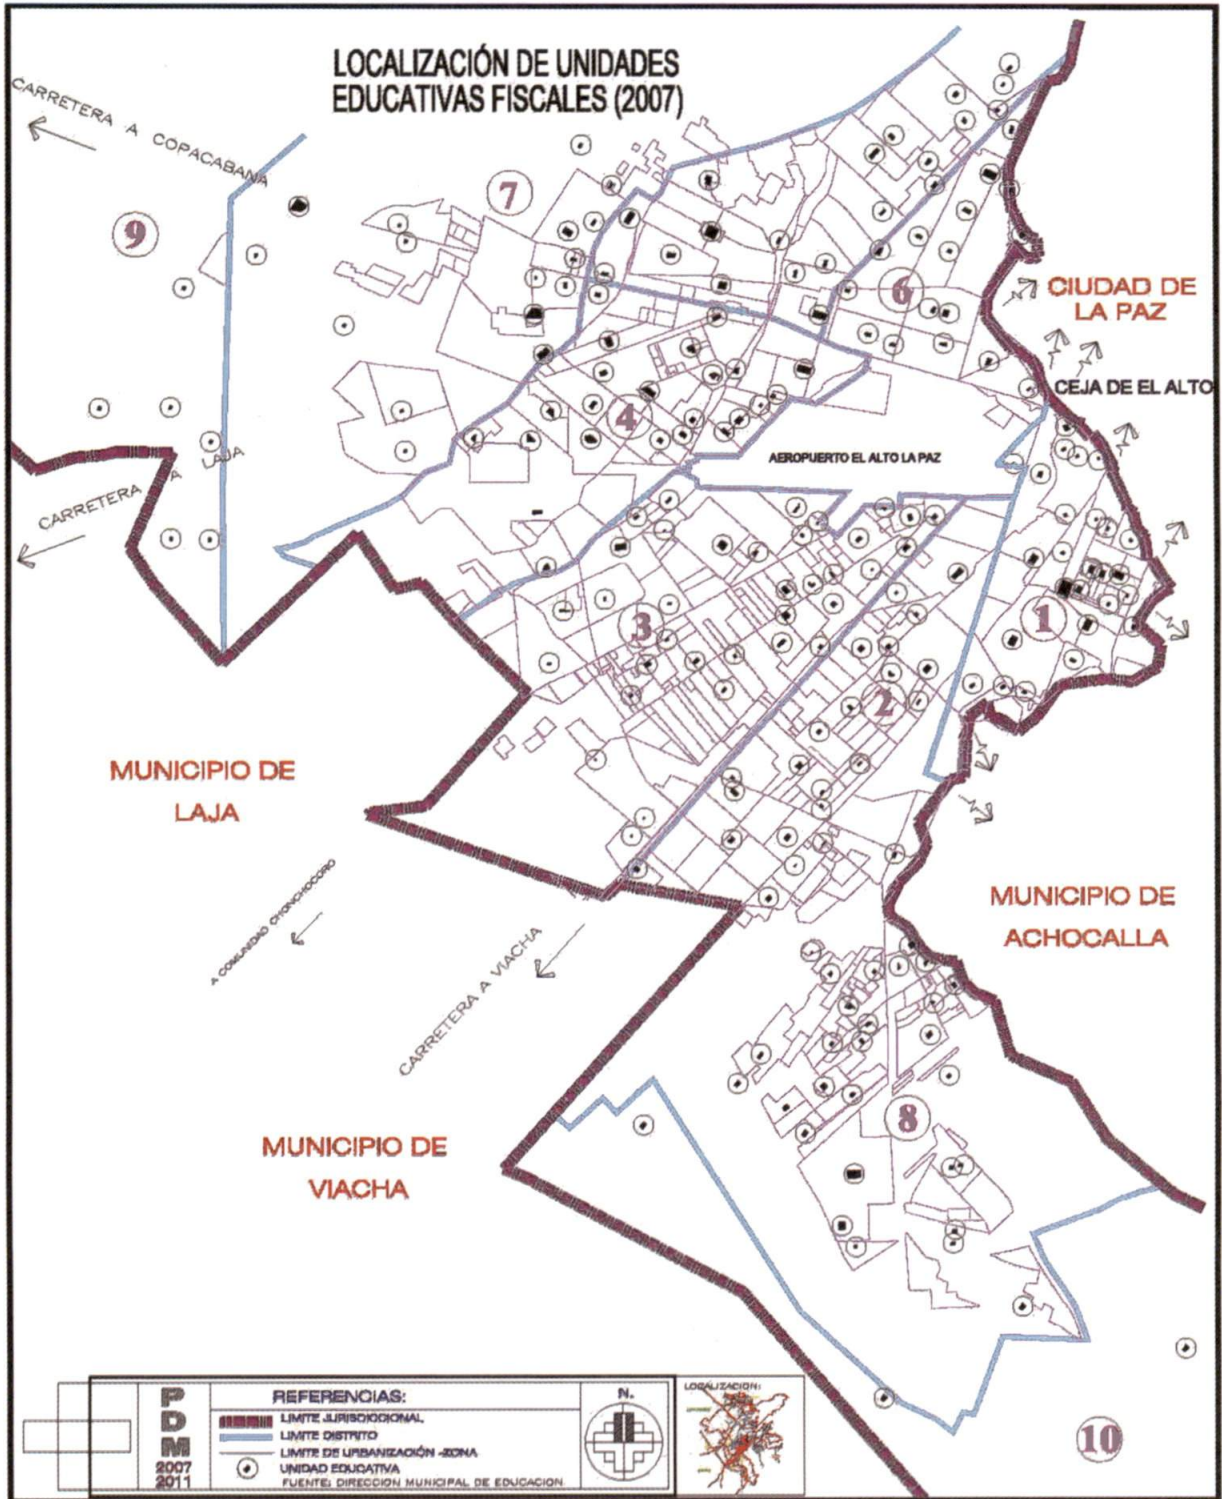 LOCALIZACIÓN DE UNIDADES
EDUCATIVAS FISCALES (2007)
CARRETERA A COPACABANA
7
9
6
CIUDAD DE
LA PAZ
CEJA DE EL ALTO
4
AEROPUERTO EL ALTO LA PAZ
CARRETERA A LAJA
3
1
2
MUNICIPIO DE
LAJA
A COMUNIDAD CHONCHOCORO
CARRETERA A VIACHA
MUNICIPIO DE
ACHOCALLA
8
MUNICIPIO DE
VIACHA
10
PDM
2007
2011
REFERENCIAS:
LIMITE JURISDICCIONAL
LIMITE DISTRITO
LIMITE DE URBANIZACIÓN -ZONA
UNIDAD EDUCATIVA
FUENTE: DIRECCION MUNICIPAL DE EDUCACION
N.
LOCALIZACION: